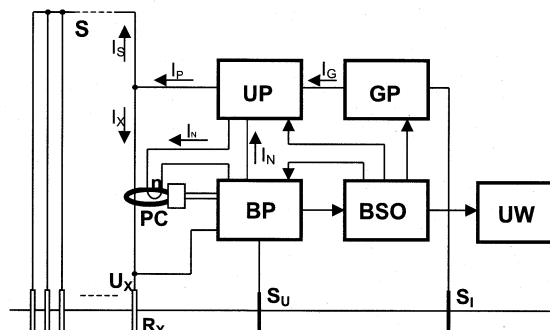 S
I_S
I_P
I_G
UP
GP
I_X
I_N
I_N
n
PC
BP
BSO
UW
U_X
S_U
S_I
R_X